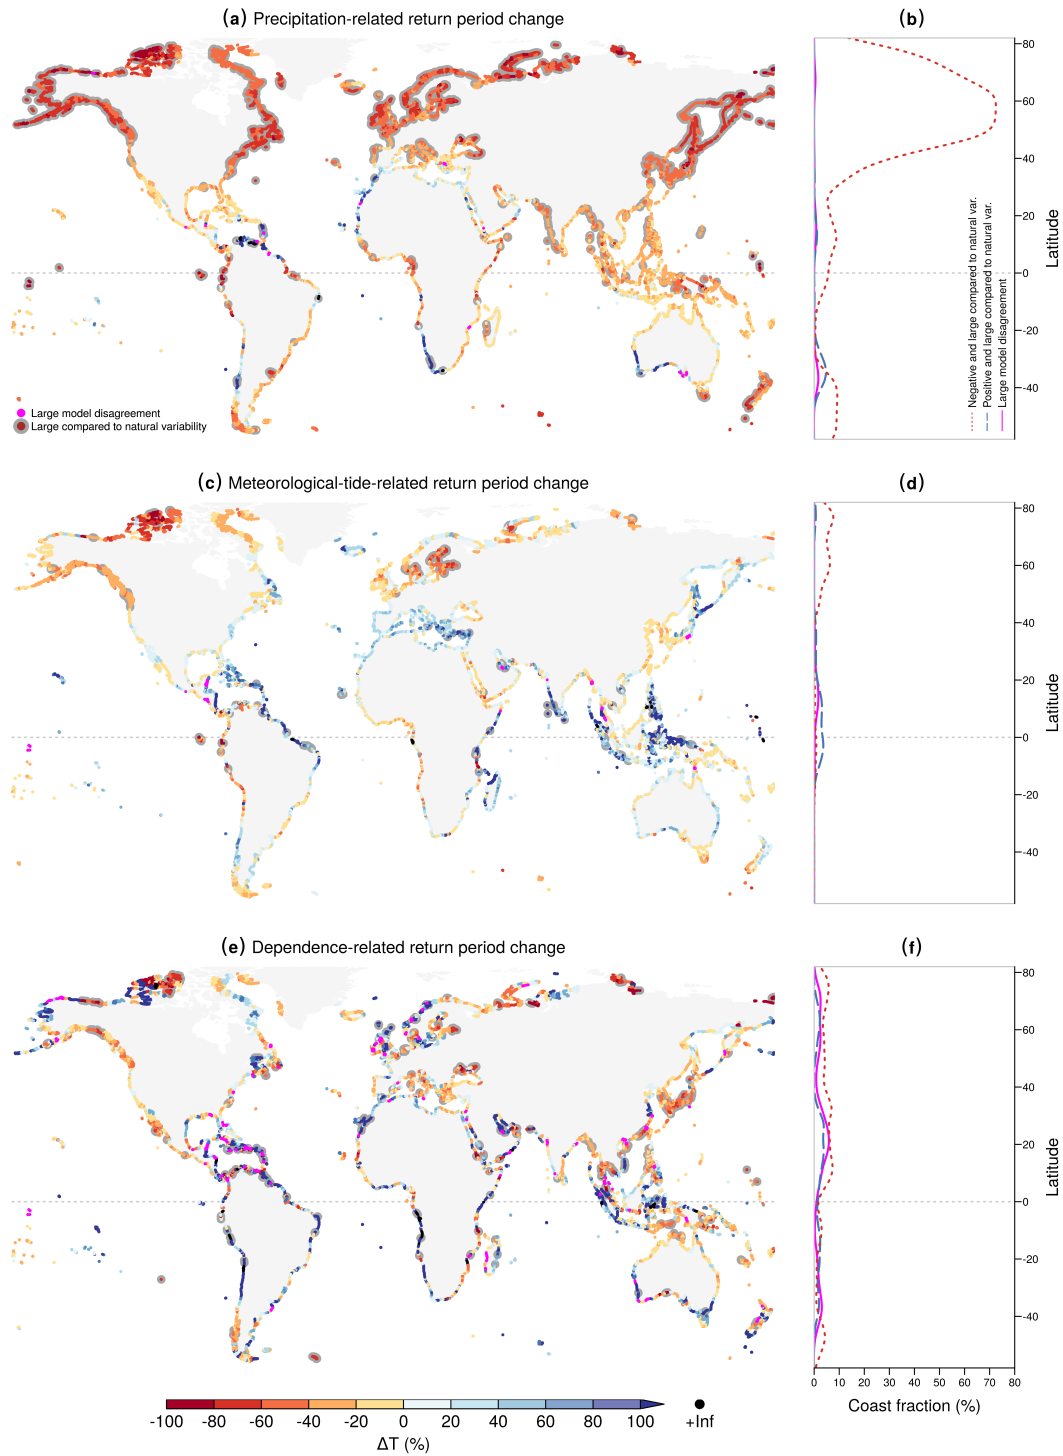 (a) Precipitation-related return period change
(b)
80
60
40
20
0
-20
-40
Latitude
Negative and large compared to natural var.
Positive and large compared to natural var.
Large model disagreement
Large model disagreement
Large compared to natural variability
(c) Meteorological-tide-related return period change
(d)
80
60
40
20
0
-20
-40
Latitude
(e) Dependence-related return period change
(f)
80
60
40
20
0
-20
-40
Latitude
0 10 20 30 40 50 60 70 80
Coast fraction (%)
-100 -80 -60 -40 -20 0 20 40 60 80 100 +Inf
ΔT (%)